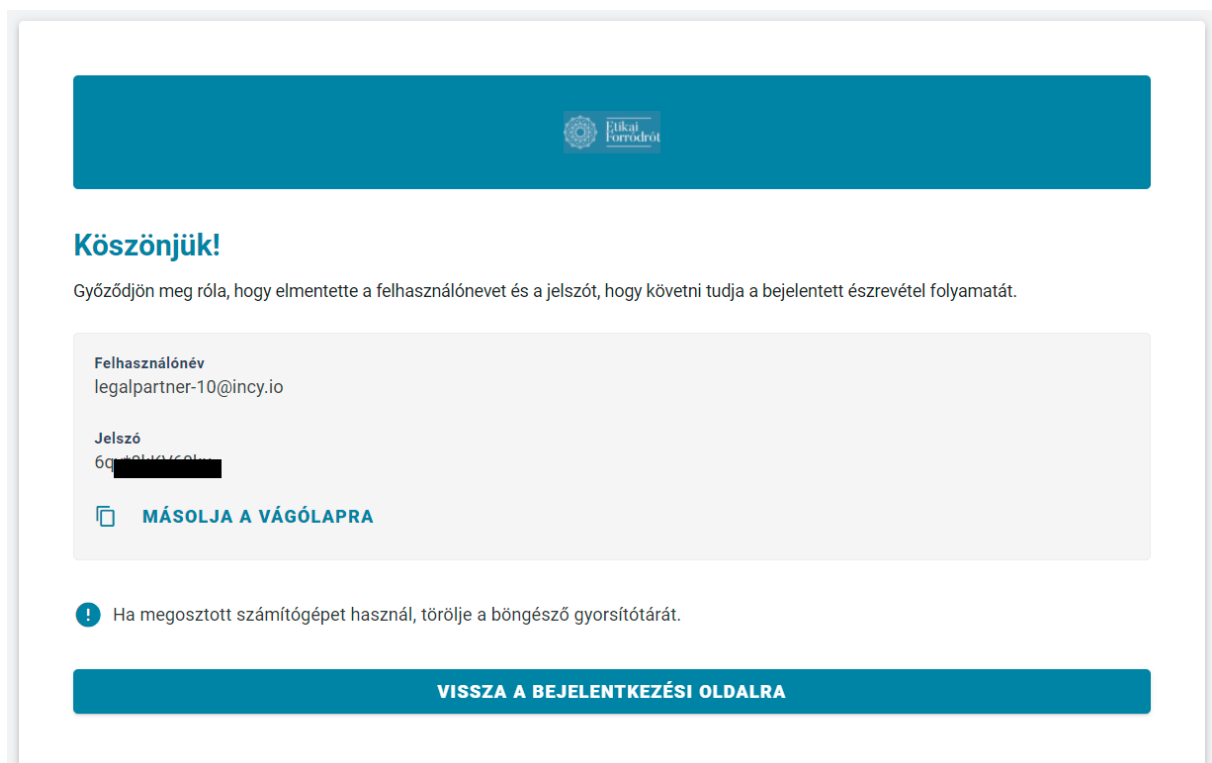 Etikai
Forródrót
Köszönjük!
Győződjön meg róla, hogy elmentette a felhasználónevet és a jelszót, hogy követni tudja a bejelentett észrevétel folyamatát.
Felhasználónév
legalpartner-10@incy.io
Jelszó
MÁSOLJA A VÁGÓLAPRA
Ha megosztott számítógépet használ, törölje a böngésző gyorsítótárát.
VISSZA A BEJELENTKEZÉSI OLDALRA